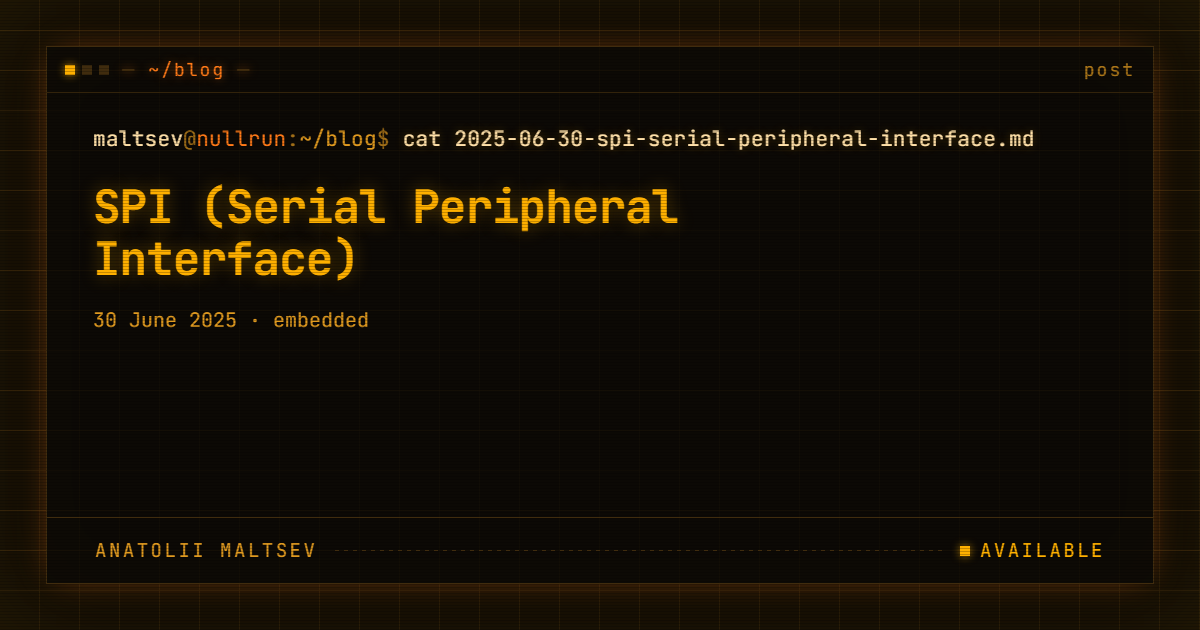 — ~/blog —
post
maltsev@nullrun:~/blog$ cat 2025-06-30-spi-serial-peripheral-interface.md
SPI (Serial Peripheral
Interface)
30 June 2025 · embedded
ANATOLII MALTSEV
AVAILABLE